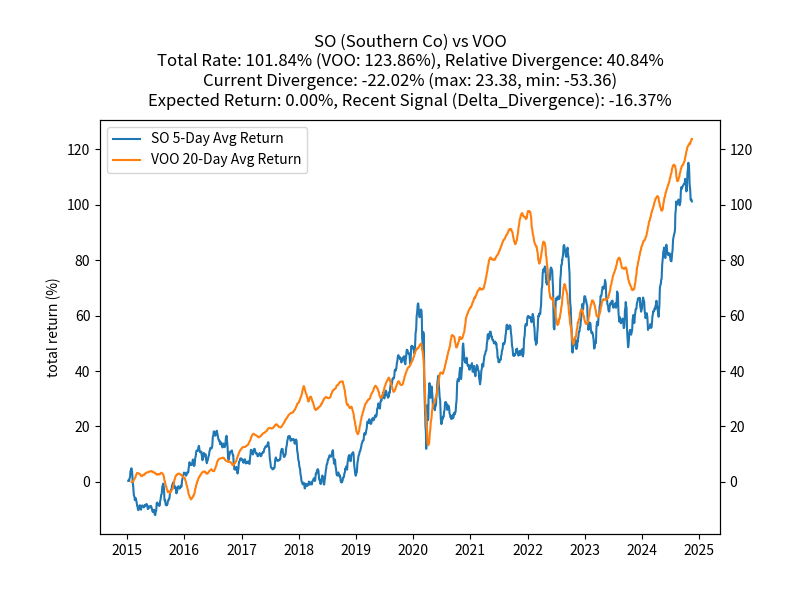 SO (Southern Co) vs VOO
Total Rate: 101.84% (VOO: 123.86%), Relative Divergence: 40.84%
Current Divergence: -22.02% (max: 23.38, min: -53.36)
Expected Return: 0.00%, Recent Signal (Delta_Divergence): -16.37%
SO 5-Day Avg Return
VOO 20-Day Avg Return
total return (%)
120 120
100 100
80 80
60 60
40 40
20 20
0 0
2015 2016 2017 2018 2019 2020 2021 2022 2023 2024 2025